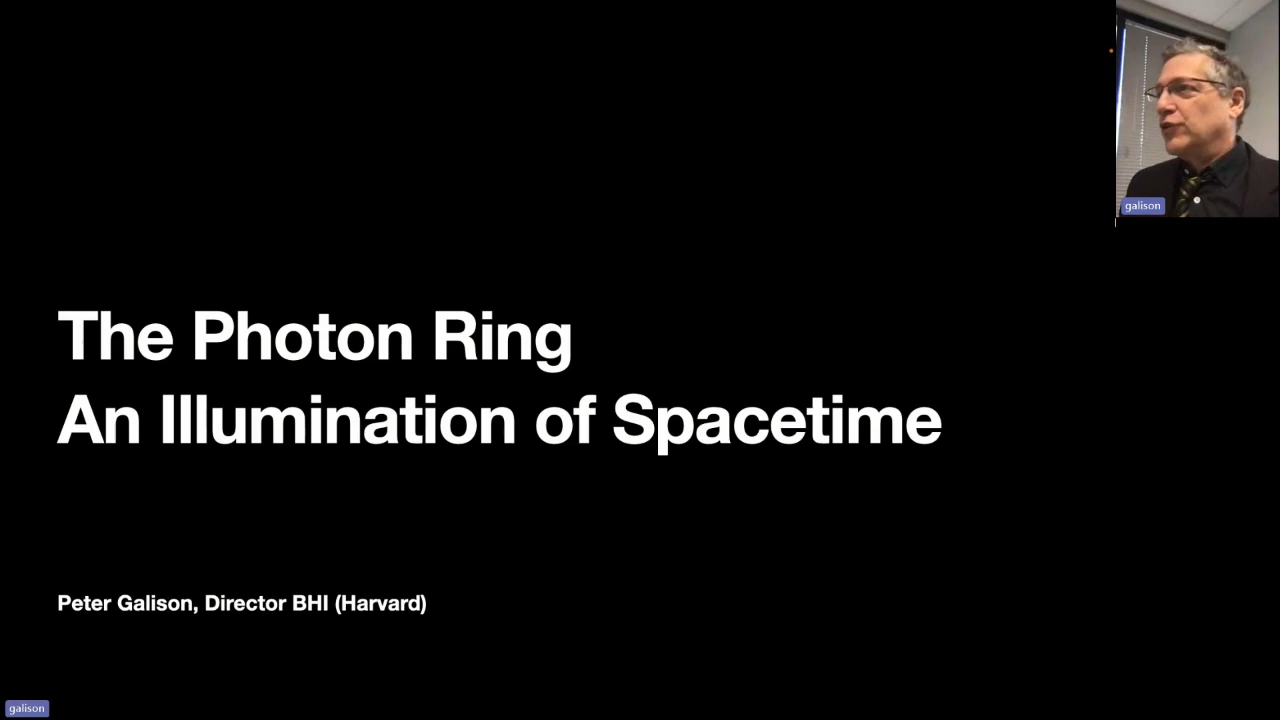 galison
The Photon Ring
An Illumination of Spacetime
Peter Galison, Director BHI (Harvard)
galison